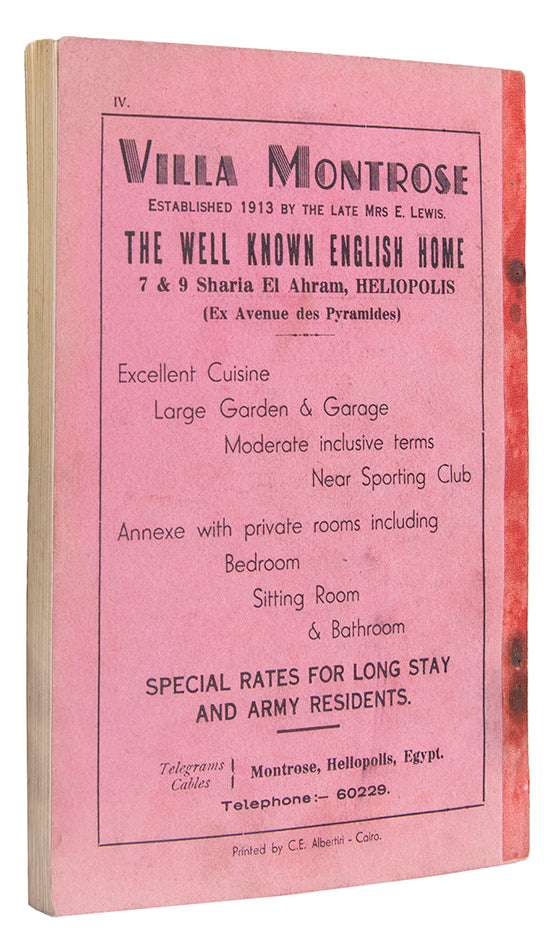 IV.
VILLA MONTROSE
ESTABLISHED 1913 BY THE LATE MRS E. LEWIS.
THE WELL KNOWN ENGLISH HOME
7 & 9 Sharia El Ahram, HELIOPOLIS
(Ex Avenue des Pyramides)
Excellent Cuisine
Large Garden & Garage
Moderate inclusive terms
Near Sporting Club
Annexe with private rooms including
Bedroom
Sitting Room
& Bathroom
SPECIAL RATES FOR LONG STAY
AND ARMY RESIDENTS.
Telegrams
Cables
Montrose, Heliopolis, Egypt.
Telephone:– 60229.
Printed by C.E. Albertiri - Cairo.